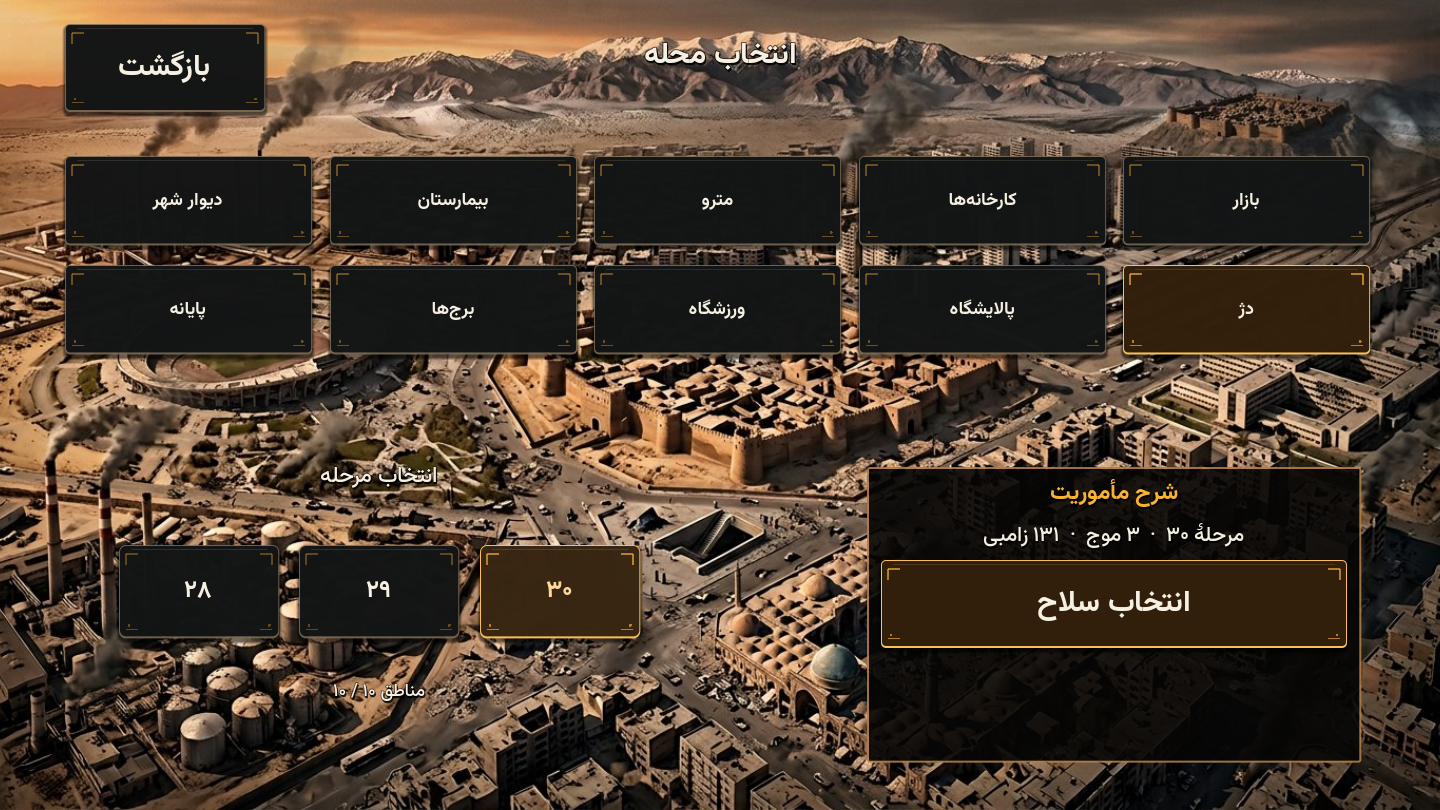 بازگشت
انتخاب محله
بازار
کارخانه‌ها
مترو
بیمارستان
دیوار شهر
دژ
پالایشگاه
ورزشگاه
برج‌ها
پایانه
انتخاب مرحله
۳۰
۲۹
۲۸
مناطق ۱۰ / ۱۰
شرح مأموریت
مرحلهٔ ۳۰ · ۳ موج · ۱۳۱ زامبی
انتخاب سلاح